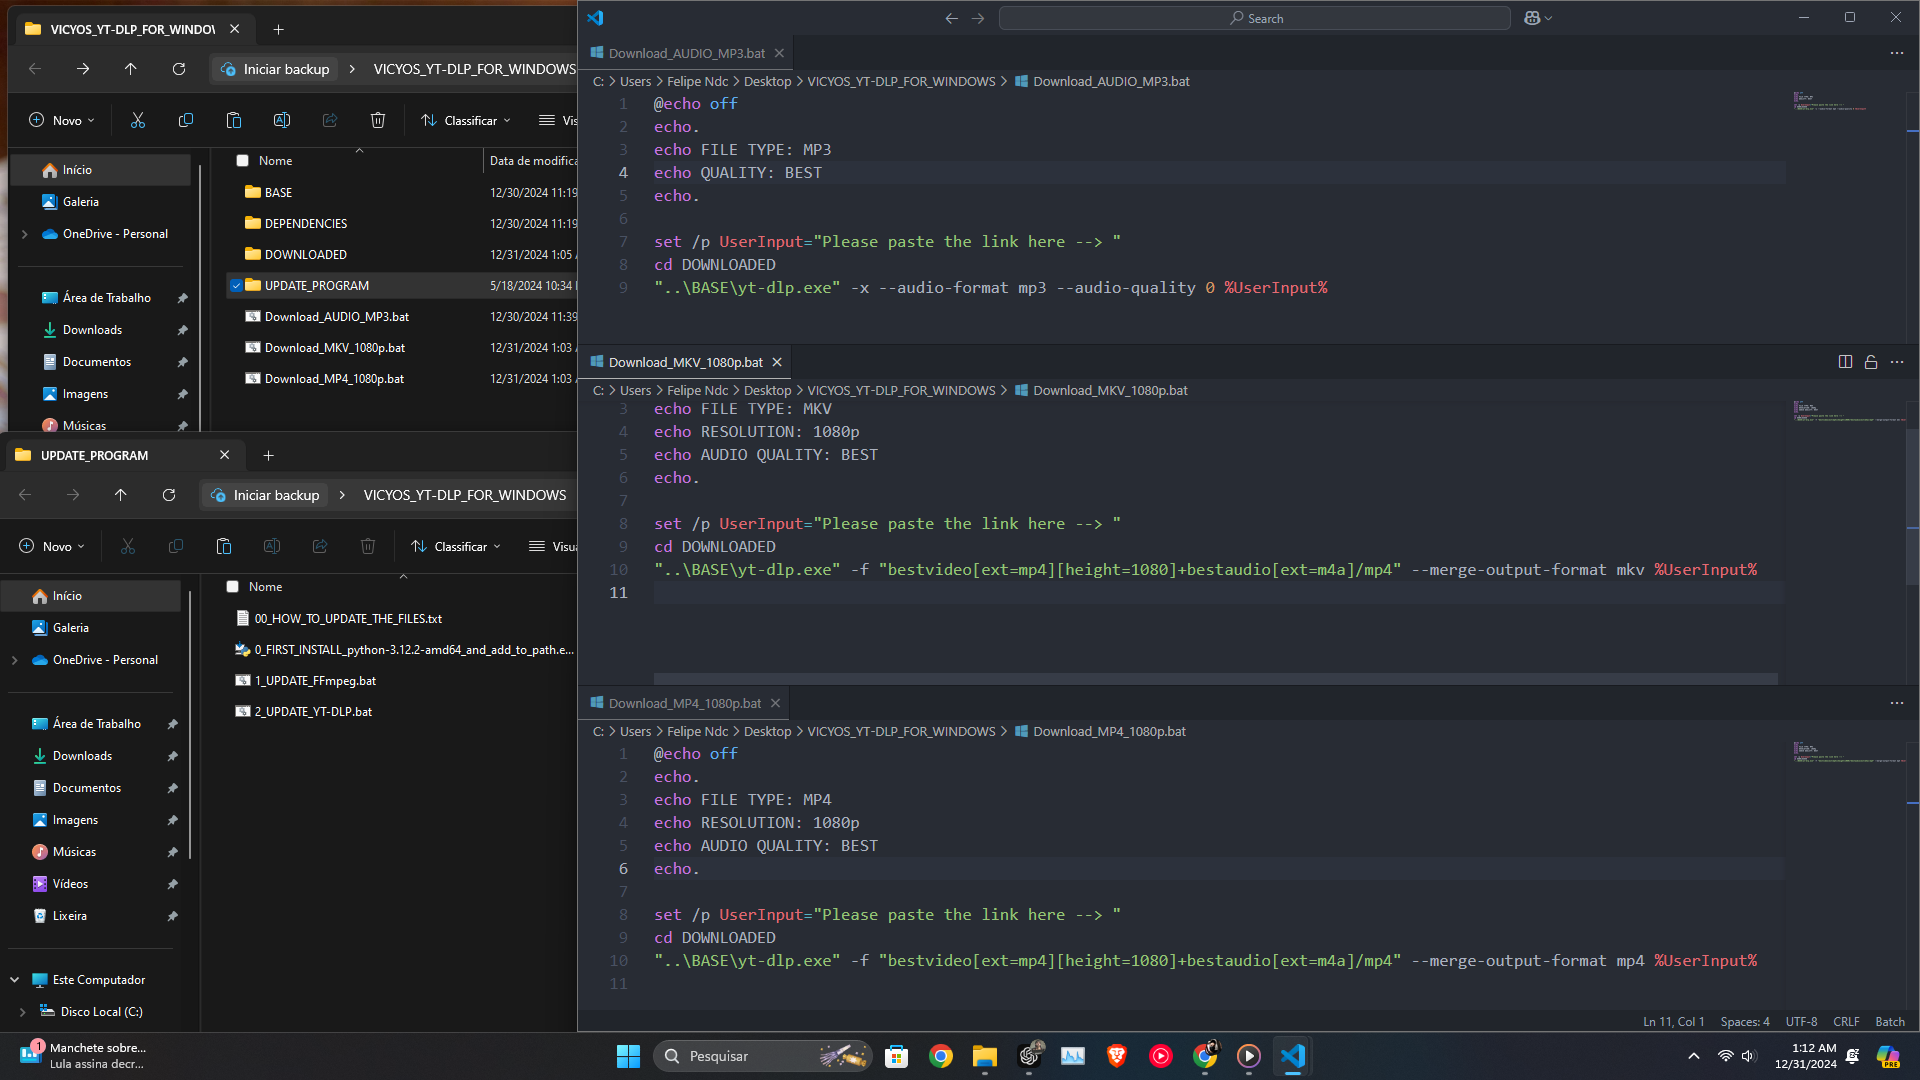 VICYOS_YT-DLP_FOR_WINDOV
Iniciar backup
VICYOS_YT-DLP_FOR_WINDOWS
Novo
Classificar
Vis
Início
Galeria
OneDrive - Personal
Área de Trabalho
Downloads
Documentos
Imagens
Músicas
Nome
Data de modifica
BASE
12/30/2024 11:19
DEPENDENCIES
12/30/2024 11:19
DOWNLOADED
12/31/2024 1:05
UPDATE_PROGRAM
5/18/2024 10:34
Download_AUDIO_MP3.bat
12/30/2024 11:39
Download_MKV_1080p.bat
12/31/2024 1:03
Download_MP4_1080p.bat
12/31/2024 1:03
UPDATE_PROGRAM
Iniciar backup
VICYOS_YT-DLP_FOR_WINDOWS
Novo
Classificar
Visua
Início
Galeria
OneDrive - Personal
Área de Trabalho
Downloads
Documentos
Imagens
Músicas
Vídeos
Lixeira
Este Computador
Disco Local (C:)
Nome
00_HOW_TO_UPDATE_THE_FILES.txt
0_FIRST_INSTALL_python-3.12.2-amd64_and_add_to_path.e...
1_UPDATE_FFmpeg.bat
2_UPDATE_YT-DLP.bat
Search
Download_AUDIO_MP3.bat
C: > Users > Felipe Ndc > Desktop > VICYOS_YT-DLP_FOR_WINDOWS > Download_AUDIO_MP3.bat
1 @echo off
2 echo.
3 echo FILE TYPE: MP3
4 echo QUALITY: BEST
5 echo.
6
7 set /p UserInput="Please paste the link here --> "
8 cd DOWNLOADED
9 "..\BASE\yt-dlp.exe" -x --audio-format mp3 --audio-quality 0 %UserInput%
Download_MKV_1080p.bat
C: > Users > Felipe Ndc > Desktop > VICYOS_YT-DLP_FOR_WINDOWS > Download_MKV_1080p.bat
3 echo FILE TYPE: MKV
4 echo RESOLUTION: 1080p
5 echo AUDIO QUALITY: BEST
6 echo.
7
8 set /p UserInput="Please paste the link here --> "
9 cd DOWNLOADED
10 "..\BASE\yt-dlp.exe" -f "bestvideo[ext=mp4][height=1080]+bestaudio[ext=m4a]/mp4" --merge-output-format mkv %UserInput%
11
Download_MP4_1080p.bat
C: > Users > Felipe Ndc > Desktop > VICYOS_YT-DLP_FOR_WINDOWS > Download_MP4_1080p.bat
1 @echo off
2 echo.
3 echo FILE TYPE: MP4
4 echo RESOLUTION: 1080p
5 echo AUDIO QUALITY: BEST
6 echo.
7
8 set /p UserInput="Please paste the link here --> "
9 cd DOWNLOADED
10 "..\BASE\yt-dlp.exe" -f "bestvideo[ext=mp4][height=1080]+bestaudio[ext=m4a]/mp4" --merge-output-format mp4 %UserInput%
11
Ln 11, Col 1 Spaces: 4 UTF-8 CRLF Batch
1
Manchete sobre...
Lula assina decr...
Pesquisar
1:12 AM
12/31/2024
PRE